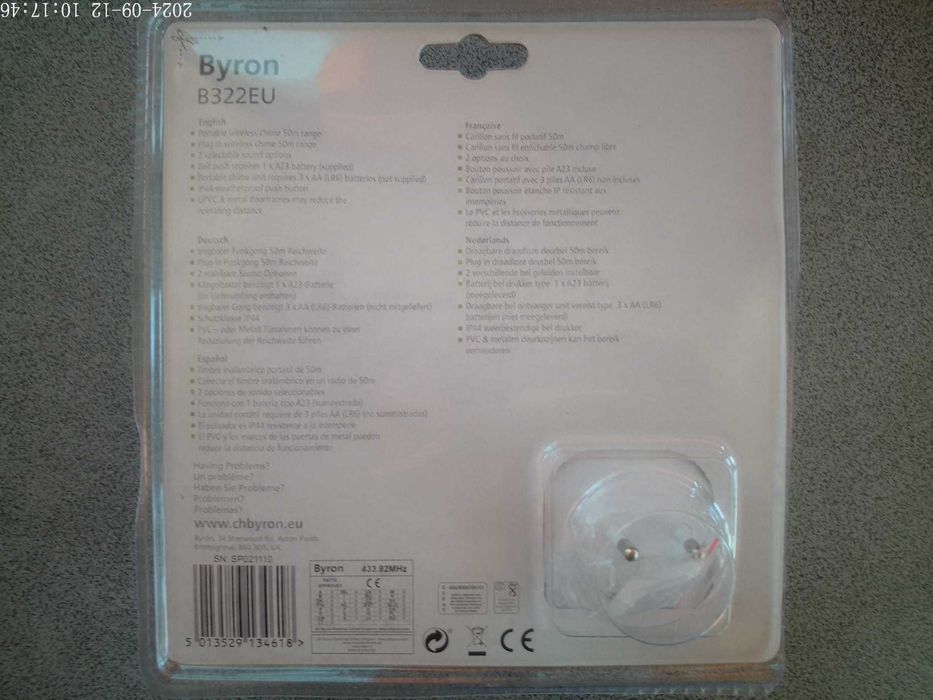 2024-09-12 10:17:46
Byron
B322EU
English
Portable wireless chime 50m range
Plug in wireless chime 50m range
2 selectable sound options
Bell push requires 1 x A23 battery (supplied)
Portable chime unit requires 3 x AA (LR6) batteries (not supplied)
IP44 weatherproof push button
UPVC & metal doorframes may reduce the
operating distance
Française
Carillon sans fil portatif 50m
Carillon sans fil enfichable 50m champ libre
2 options au choix
Bouton poussoir avec pile A23 incluse
Carillon portatif avec 3 piles AA (LR6) non incluses
Bouton poussoir étanche IP résistant aux
intempéries
Le PVC et les huisseries métalliques peuvent
réduire la distance de fonctionnement
Deutsch
tragbarer Funkgong 50m Reichweite
Plug in Funkgong 50m Reichweite
2 wählbare Sound Optionen
Klingeltaster benötigt 1 x A23-Batterie
(im Lieferumfang enthalten)
tragbarer Gong benötigt 3 x AA (LR6)-Batterien (nicht mitgeliefert)
Schutzklasse IP44
PVC- oder Metall-Türrahmen können zu einer
Reduzierung der Reichweite führen
Nederlands
Draagbare draadloze deurbel 50m bereik
Plug in draadloze deurbel 50m bereik
2 verschillende bel geluiden instelbaar
Batterij bel drukker type 1 x A23 batterij
(meegeleverd)
Draagbare bel ontvanger unit vereist type 3 x AA (LR6)
batterijen (niet meegeleverd)
IP44 weerbestendige bel drukker
PVC & metalen deurkozijnen kan het bereik
verminderen
Español
Timbre inalámbrico portátil de 50m
Conecte el timbre inalámbrico en un radio de 50m
2 opciones de sonido seleccionables
Funciona con 1 batería tipo A23 (suministrada)
La unidad portátil requiere de 3 pilas AA (LR6) (no suministradas)
El pulsador es IP44 resistente a la intemperie
El PVC y los marcos de las puertas de metal pueden
reduce la distancia de funcionamiento
Having Problems?
Un problème?
Haben Sie Probleme?
Problemen?
Problemas?
www.chbyron.eu
Byron, 34 Sherwood Rd, Aston Fields
Bromsgrove, B60 3DR, UK
SN: SP021110
5 013529 134618 >
Byron 433.92MHz
CE
CE